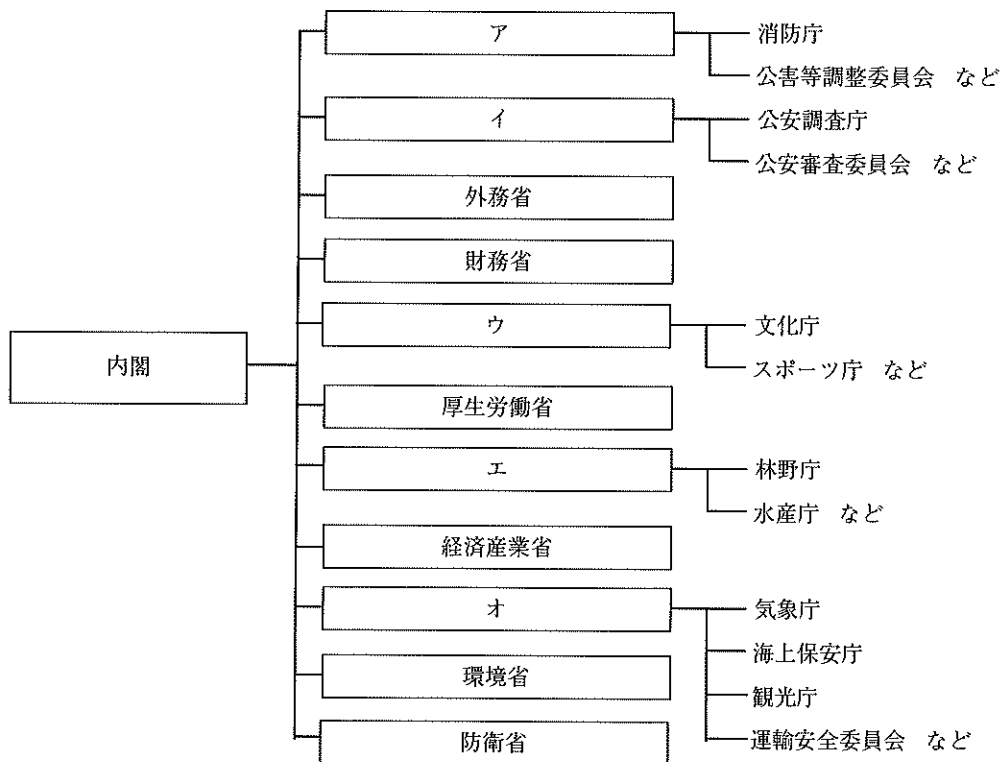 ア
消防庁
公害等調整委員会 など
イ
公安調査庁
公安審査委員会 など
外務省
財務省
ウ
文化庁
スポーツ庁 など
内閣
厚生労働省
エ
林野庁
水産庁 など
経済産業省
オ
気象庁
海上保安庁
観光庁
運輸安全委員会 など
環境省
防衛省